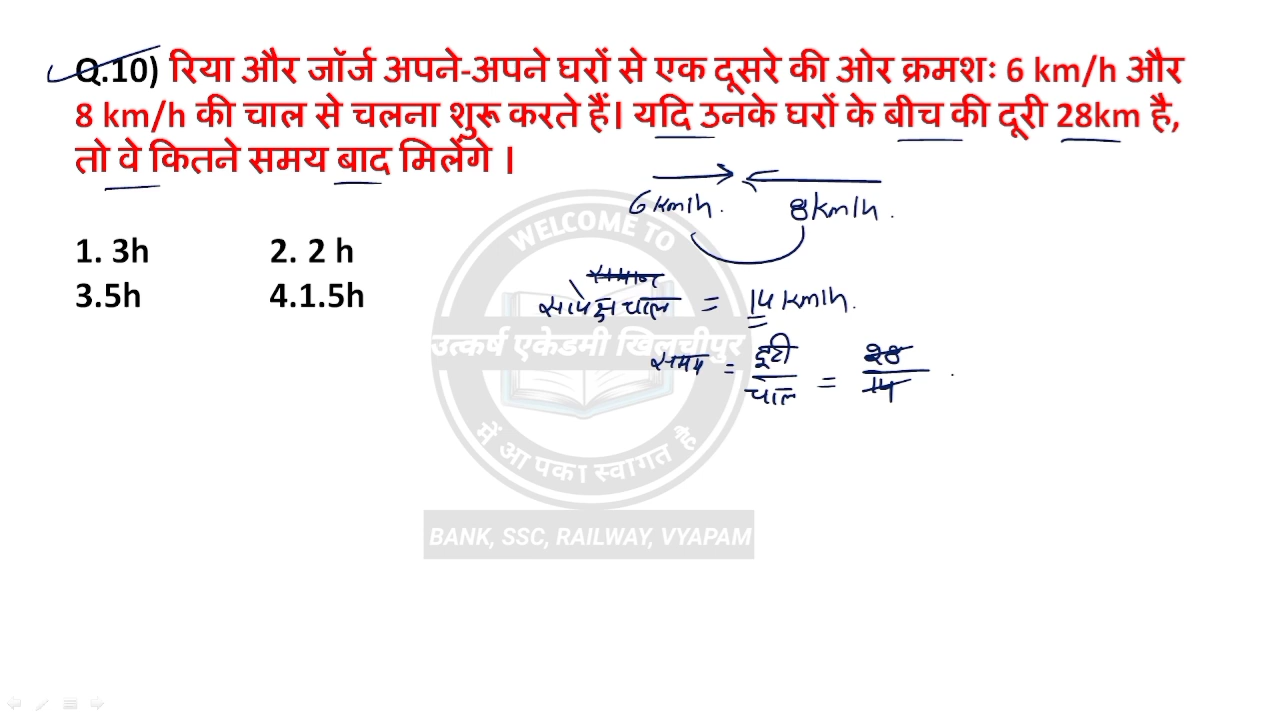 Q.10) रिया और जॉर्ज अपने-अपने घरों से एक दूसरे की ओर क्रमशः 6 km/h और
8 km/h की चाल से चलना शुरू करते हैं। यदि उनके घरों के बीच की दूरी 28km है,
तो वे कितने समय बाद मिलेंगे ।
6 km/h. 8km/h.
1. 3h 2. 2 h
3.5h 4.1.5h
सापेक्ष चाल = 14 km/h.
समय = दूरी / चाल = 28 / 14
WELCOME TO
उत्कर्ष एकेडमी खिलचीपुर
में आपका स्वागत है
BANK, SSC, RAILWAY, VYAPAM